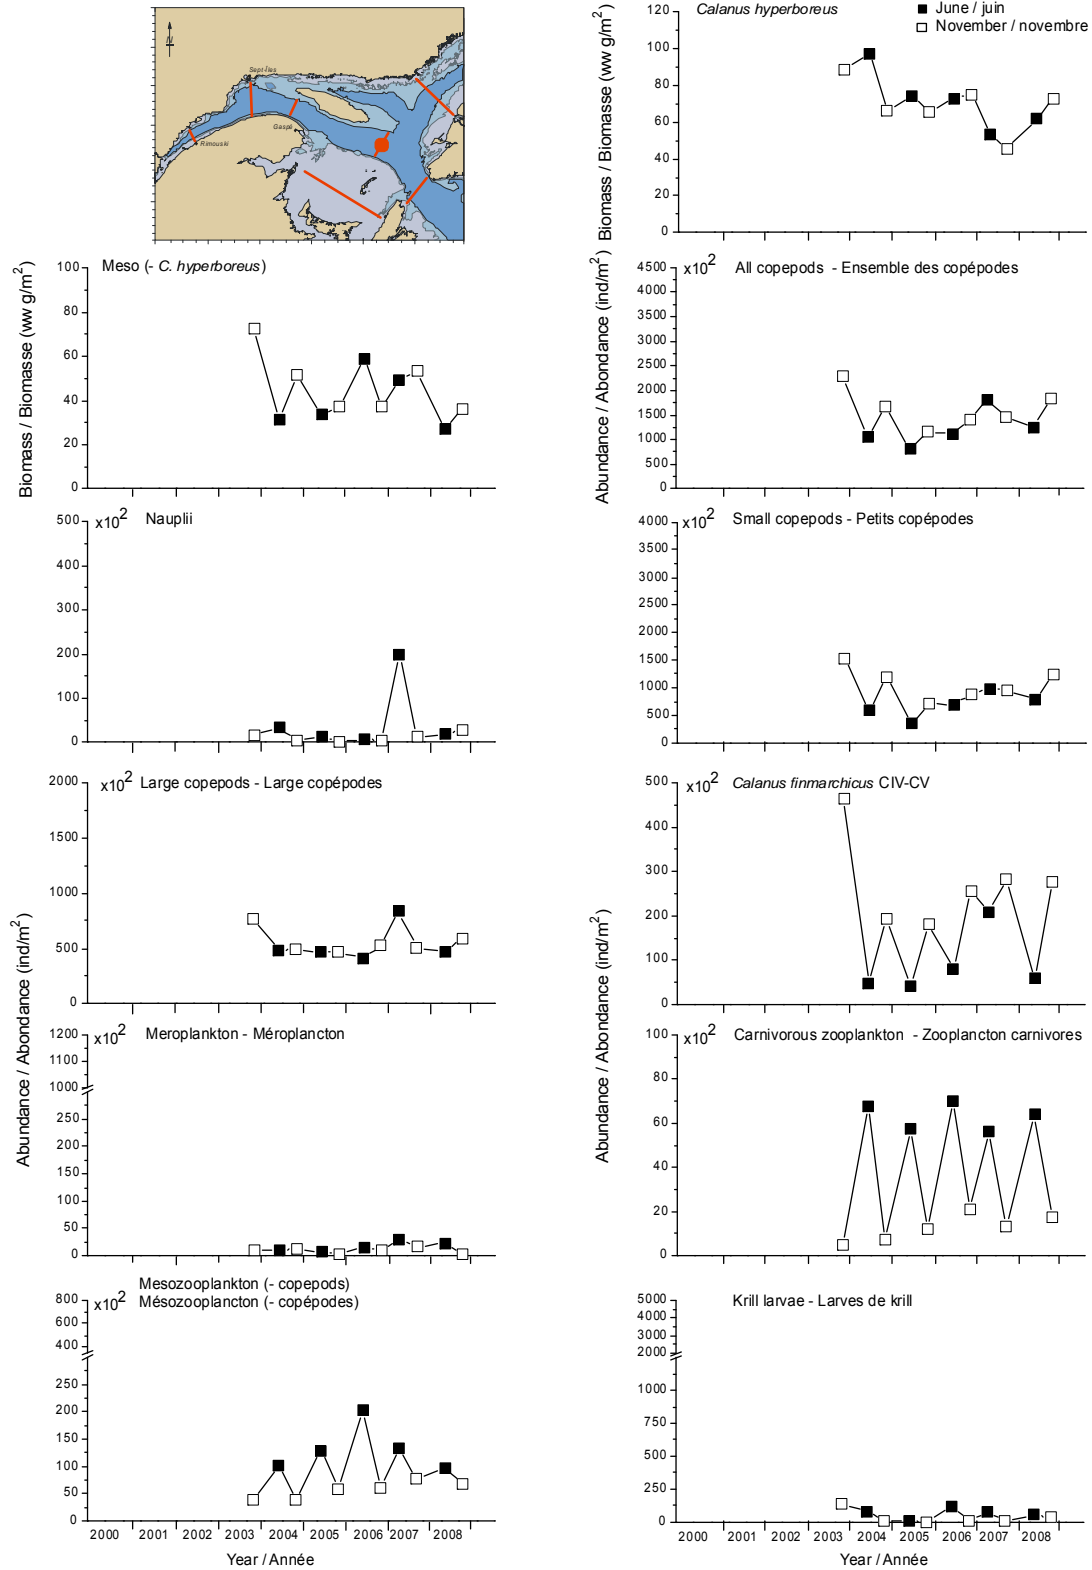 N
Sept-Îles
Gaspé
Rimouski
Calanus hyperboreus
June / juin
November / novembre
Biomass / Biomasse (ww g/m2)
120
100
80
60
40
20
0
Meso (- C. hyperboreus)
Biomass / Biomasse (ww g/m2)
100
80
60
40
20
0
All copepods - Ensemble des copépodes
x102
Abundance / Abondance (ind/m2)
4500
4000
3500
3000
2500
2000
1500
1000
500
0
Nauplii
x102
500
400
300
200
100
0
Small copepods - Petits copépodes
x102
4000
3500
3000
2500
2000
1500
1000
500
0
Large copepods - Large copépodes
x102
2000
1500
1000
500
0
Calanus finmarchicus CIV-CV
x102
500
400
300
200
100
0
Abundance / Abondance (ind/m2)
Meroplankton - Méroplancton
x102
1200
1100
1000
250
200
150
100
50
0
Abundance / Abondance (ind/m2)
Carnivorous zooplankton - Zooplancton carnivores
x102
100
80
60
40
20
0
Mesozooplankton (- copepods)
Mésozooplancton (- copépodes)
x102
800
600
400
250
200
150
100
50
0
2000 2001 2002 2003 2004 2005 2006 2007 2008
Year / Année
Krill larvae - Larves de krill
5000
4000
3000
2000
1000
750
500
250
0
2000 2001 2002 2003 2004 2005 2006 2007 2008
Year / Année